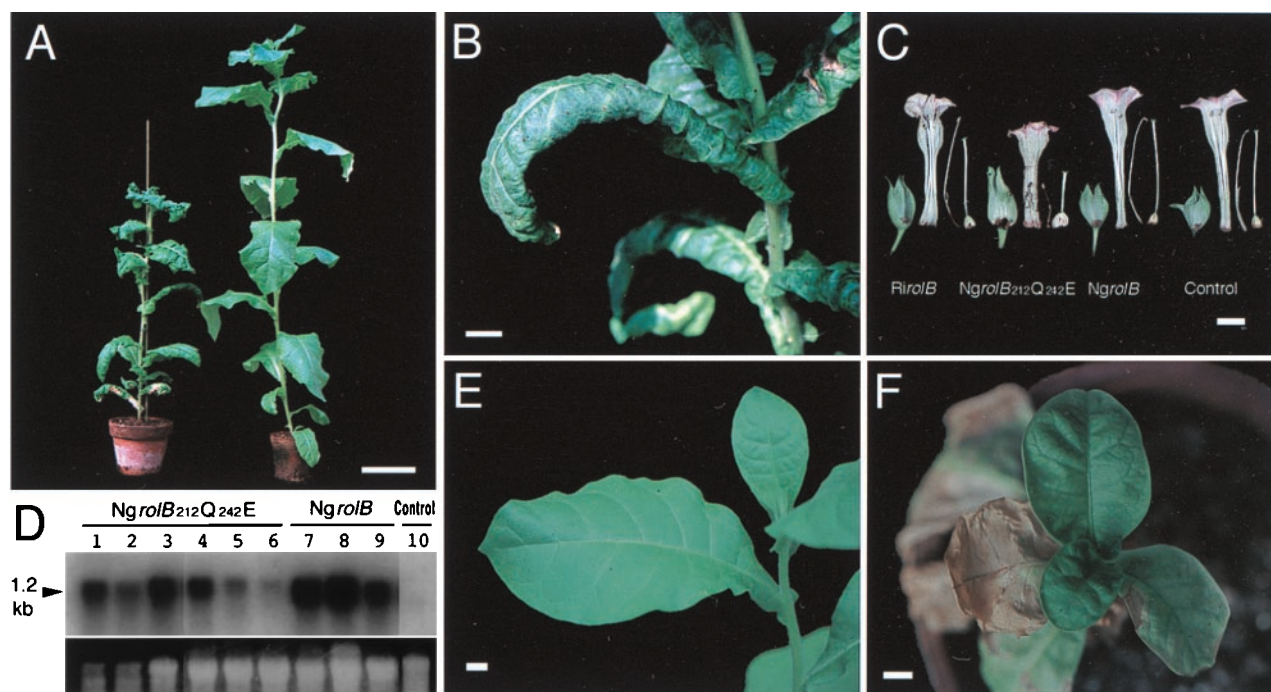 A
B
C
RirolB NgrolB212Q242E NgrolB Control
D
NgrolB212Q242E NgrolB Control
1 2 3 4 5 6 7 8 9 10
1.2
kb
E
F